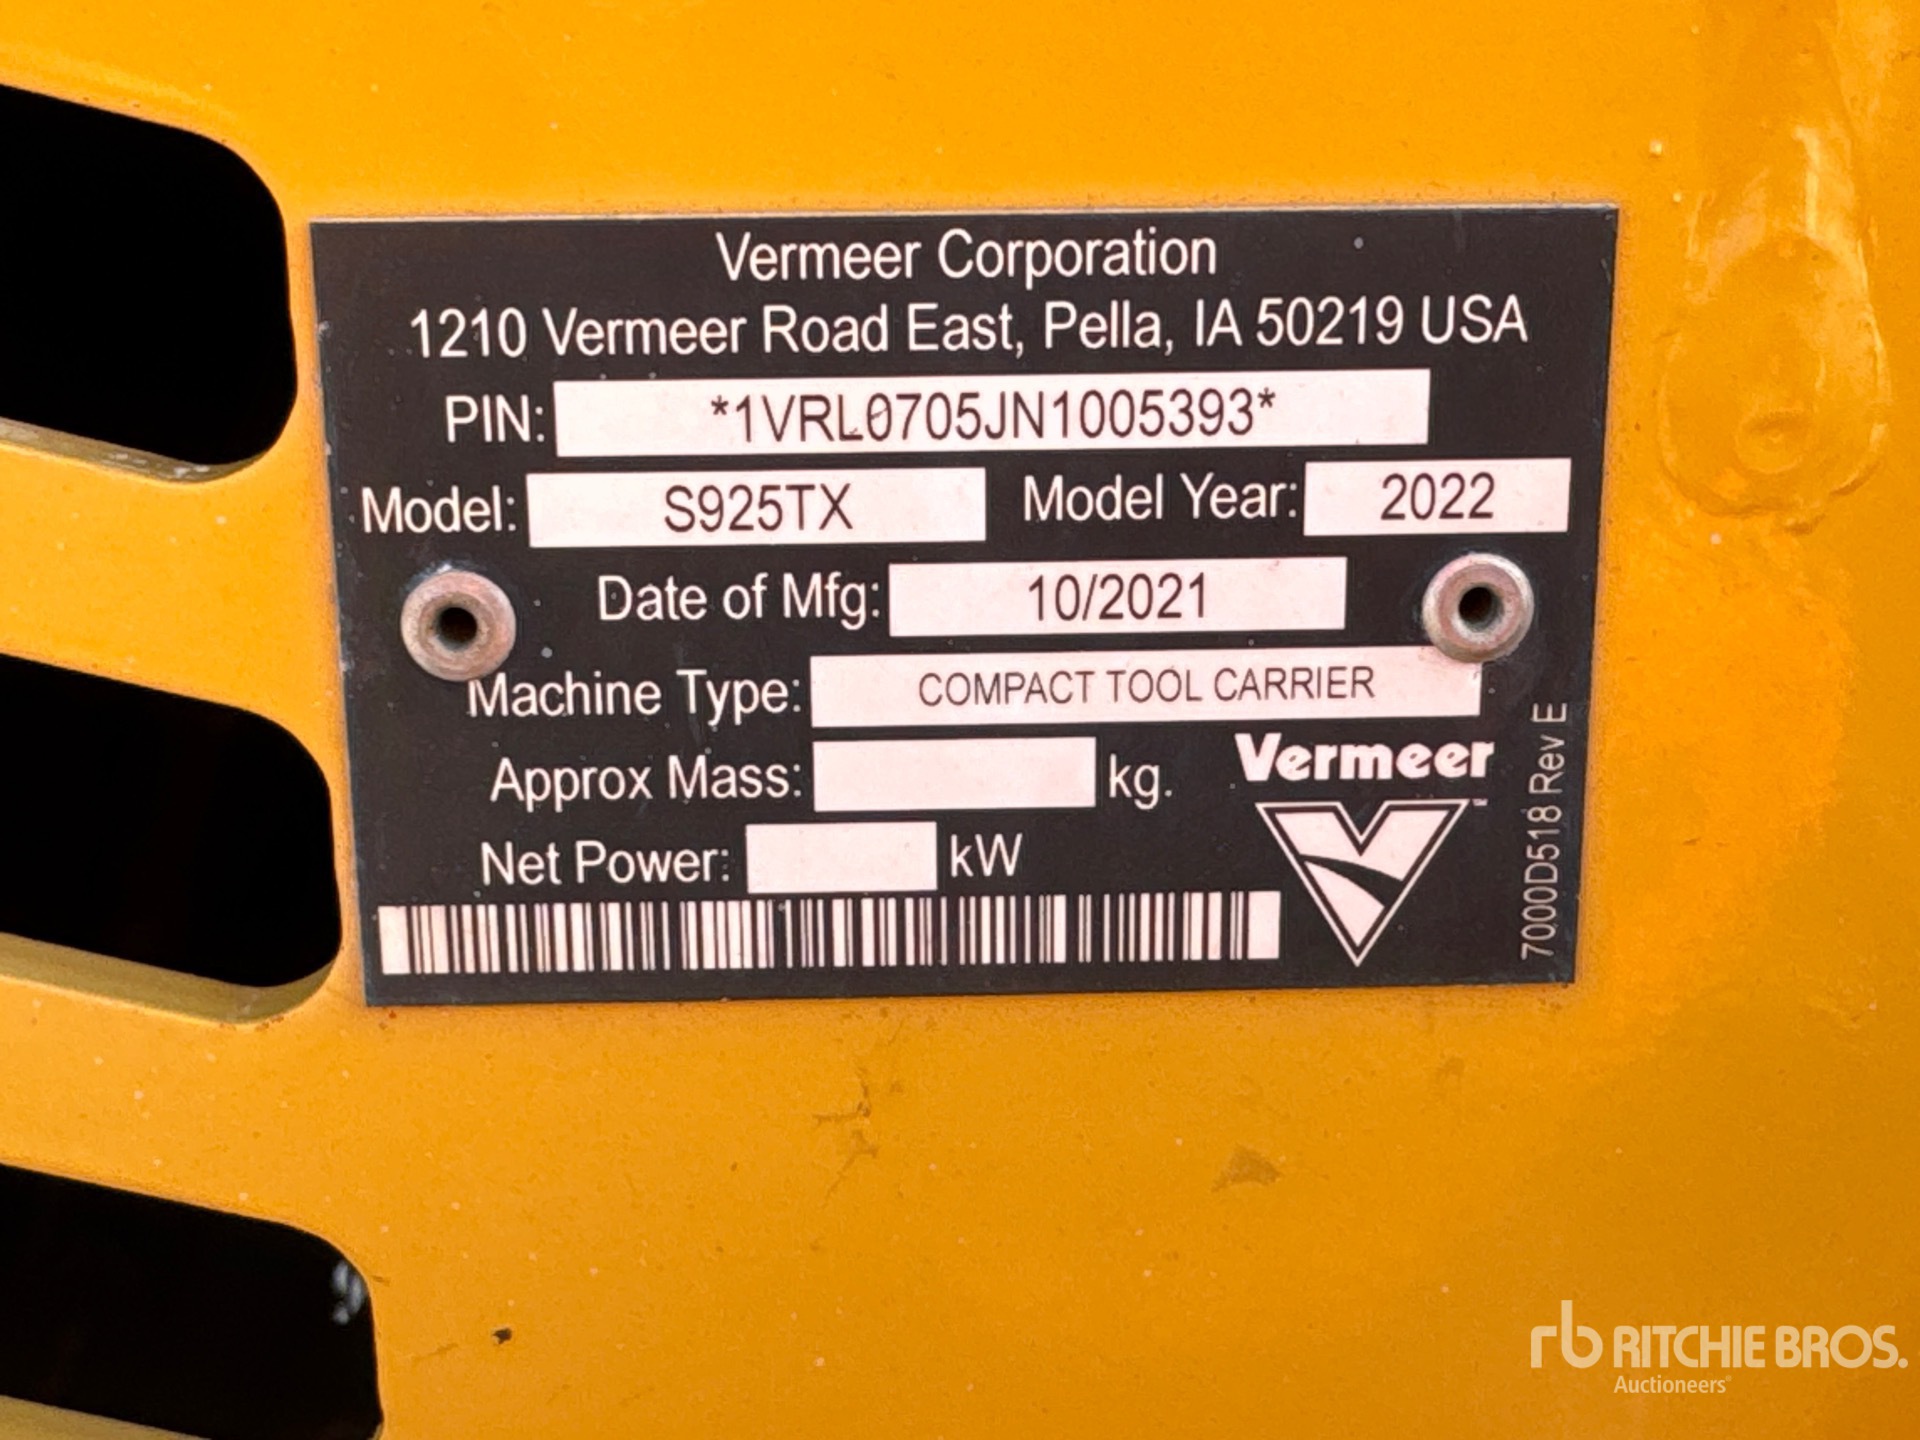 Vermeer Corporation
1210 Vermeer Road East, Pella, IA 50219 USA
PIN: *1VRL0705JN1005393*
Model: S925TX Model Year: 2022
Date of Mfg: 10/2021
Machine Type: COMPACT TOOL CARRIER
Approx Mass: kg.
Net Power: kW
Vermeer
™
7000D518 Rev E
rb RITCHIE BROS.
Auctioneers